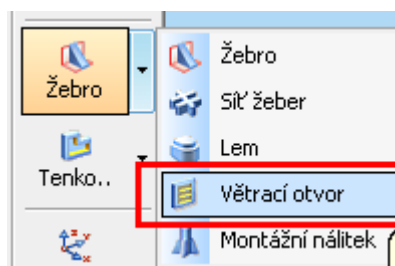 Žebro
Žebro
Síť žeber
Tenko..
Lem
Větrací otvor
Montážní nálitek